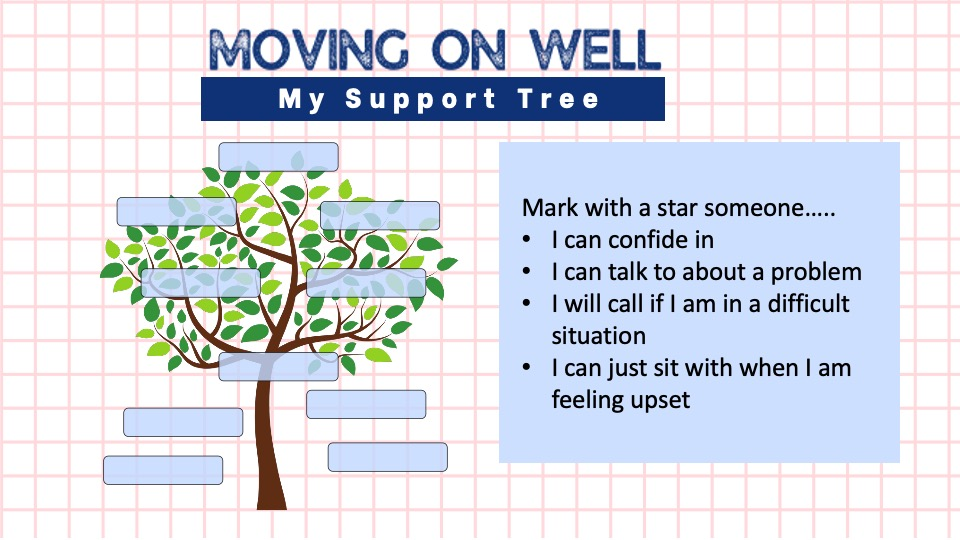 MOVING ON WELL
My Support Tree
Mark with a star someone…..
• I can confide in
• I can talk to about a problem
• I will call if I am in a difficult
situation
• I can just sit with when I am
feeling upset